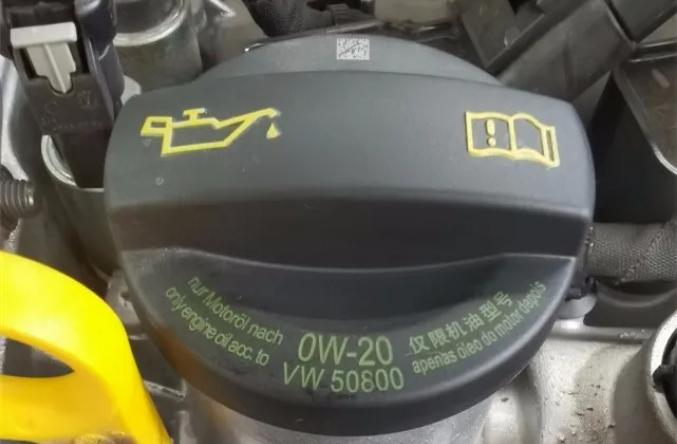 nur Motoröl nach
only engine oil acc. to
0W-20
VW 50800
仅限机油型号
apenas óleo do motor depois